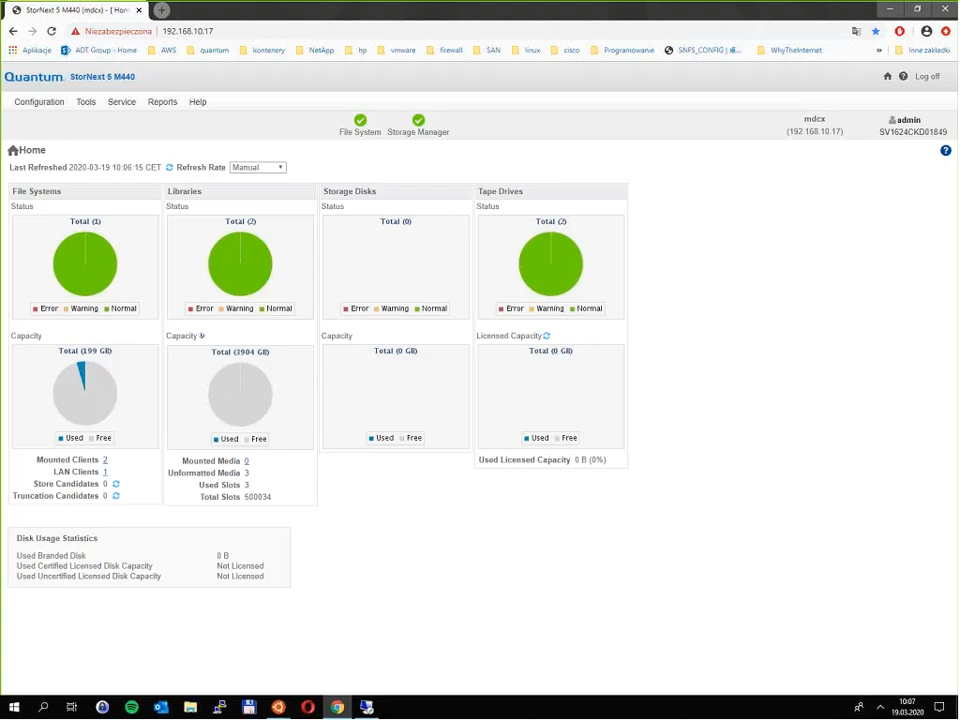 StorNext 5 M440 (mdcx) - [ Hom
Niezabezpieczona | 192.168.10.17
Aplikacje ADT Group - Home AWS quantum kontenery NetApp hp vmware firewall SAN linux cisco Programowanie SNFS_CONFIG | WhyTheInternet » Inne zakładki
Quantum. StorNext 5 M440 Log off
Configuration Tools Service Reports Help
File System Storage Manager
mdcx
(192.168.10.17)
admin
SV1624CKD01849
Home
Last Refreshed 2020-03-19 10:06:15 CET Refresh Rate Manual
File Systems
Status
Total (1)
Error Warning Normal
Capacity
Total (199 GB)
Used Free
Mounted Clients 2
LAN Clients 1
Store Candidates 0
Truncation Candidates 0
Libraries
Status
Total (2)
Error Warning Normal
Capacity
Total (3904 GB)
Used Free
Mounted Media 0
Unformatted Media 3
Used Slots 3
Total Slots 500034
Storage Disks
Status
Total (0)
Error Warning Normal
Capacity
Total (0 GB)
Used Free
Tape Drives
Status
Total (2)
Error Warning Normal
Licensed Capacity
Total (0 GB)
Used Free
Used Licensed Capacity 0 B (0%)
Disk Usage Statistics
Used Branded Disk 0 B
Used Certified Licensed Disk Capacity Not Licensed
Used Uncertified Licensed Disk Capacity Not Licensed
10:07
19.03.2020